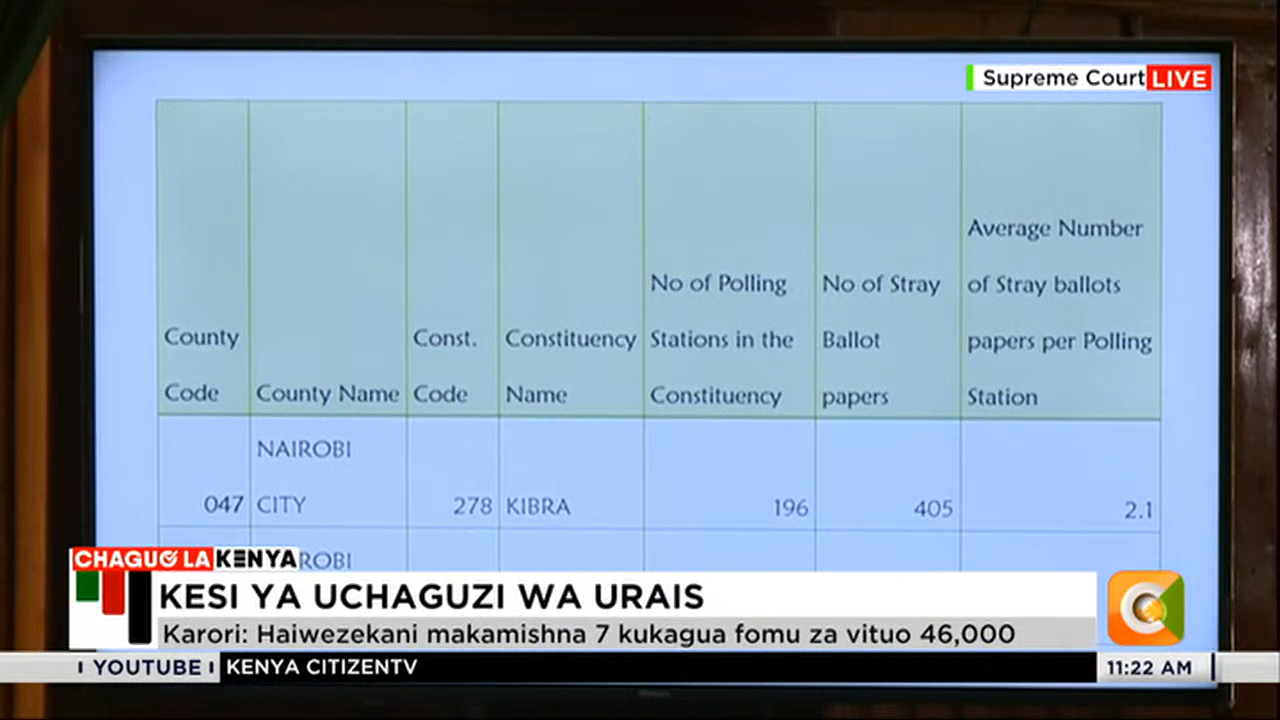 Supreme Court LIVE
Average Number
No of Polling No of Stray of Stray ballots
County Const. Constituency Stations in the Ballot papers per Polling
Code County Name Code Name Constituency papers Station
NAIROBI
047 CITY 278 KIBRA 196 405 2.1
ROBI
CHAGUO LA KENYA
KESI YA UCHAGUZI WA URAIS
Karori: Haiwezekani makamishna 7 kukagua fomu za vituo 46,000
YOUTUBE KENYA CITIZENTV 11:22 AM